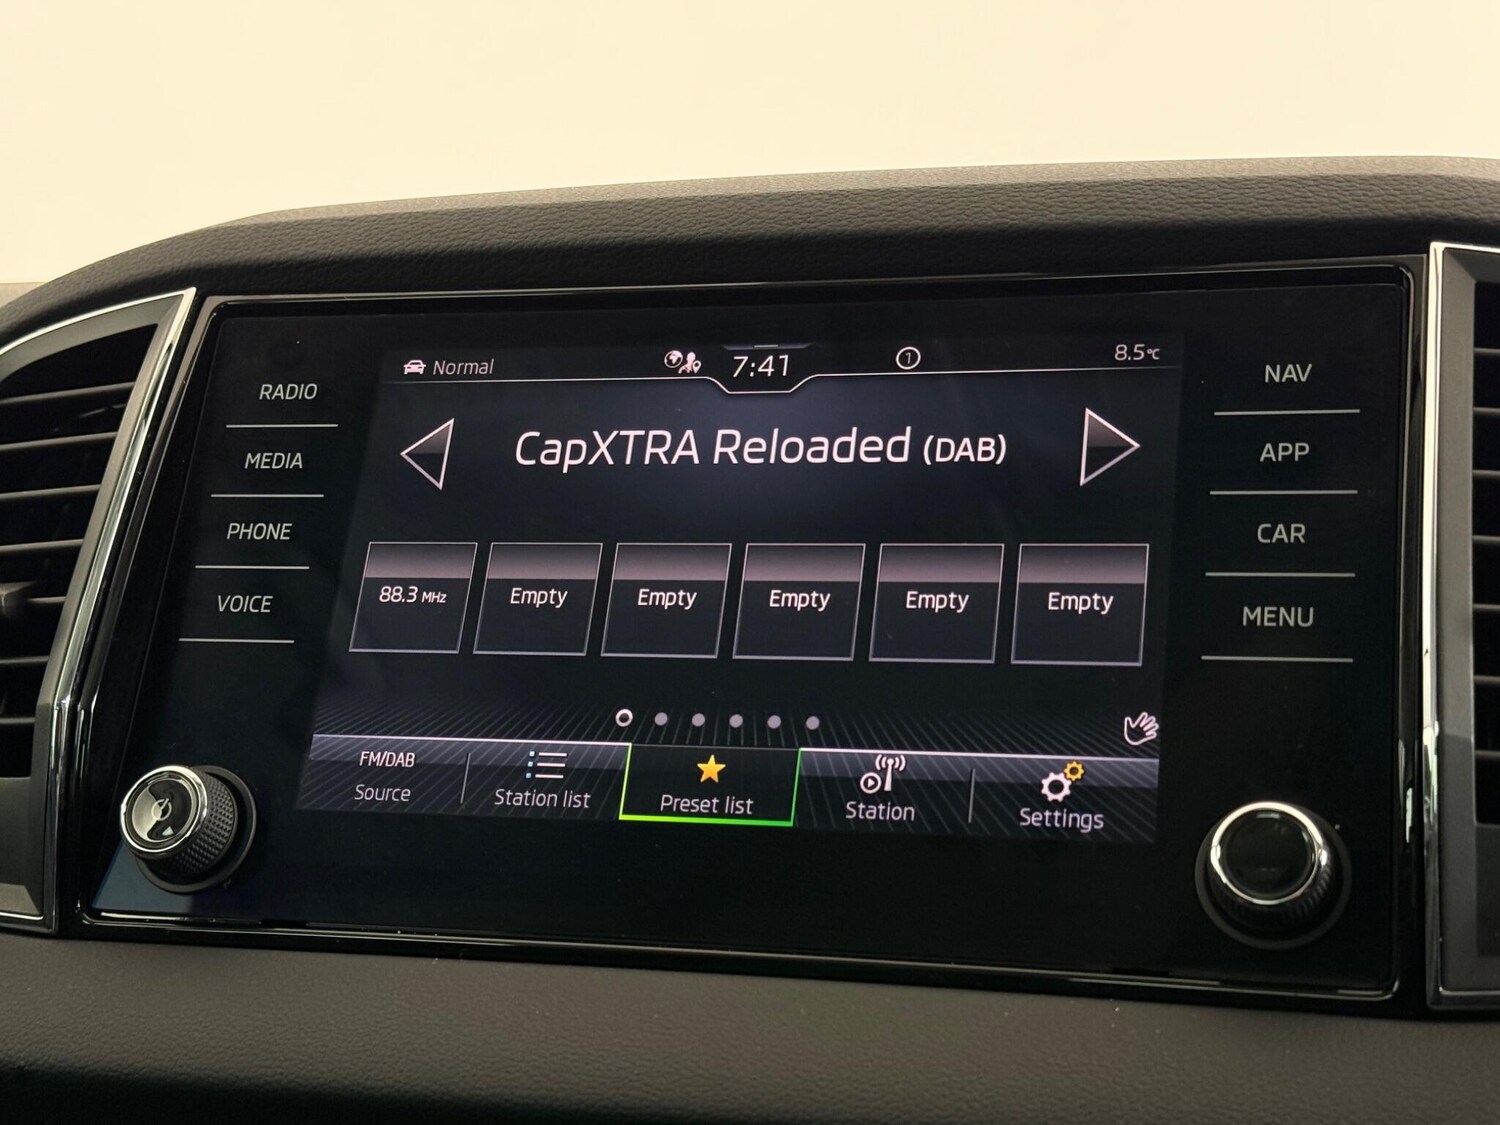 Normal
7:41
1
8.5°C
CapXTRA Reloaded (DAB)
88.3 MHz
Empty
Empty
Empty
Empty
Empty
FM/DAB
Source
Station list
Preset list
Station
Settings
RADIO
MEDIA
PHONE
VOICE
NAV
APP
CAR
MENU